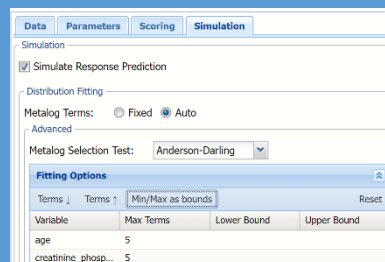 Data Parameters Scoring Simulation
Simulation
Simulate Response Prediction
Distribution Fitting
Metalog Terms: Fixed Auto
Advanced
Metalog Selection Test: Anderson-Darling
Fitting Options
Terms ↓ Terms ↑ Min/Max as bounds Reset
Variable Max Terms Lower Bound Upper Bound
age 5
creatinine_phosp... 5